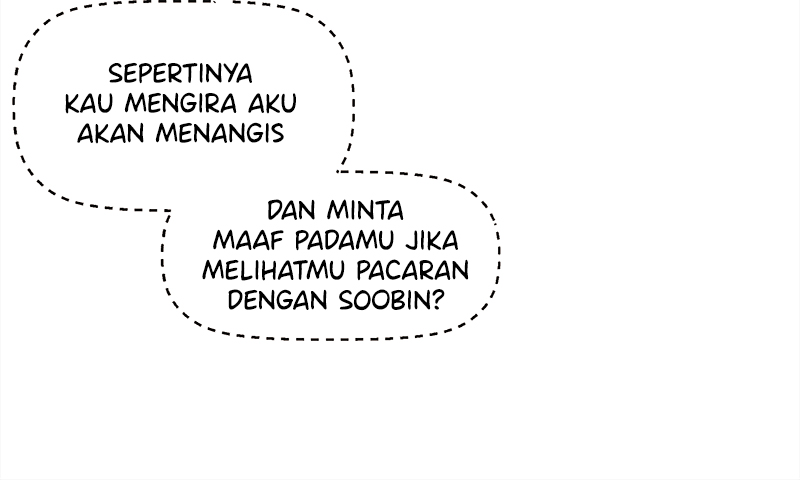 SEPERTINYA
KAU MENGIRA AKU
AKAN MENANGIS
DAN MINTA
MAAF PADAMU JIKA
MELIHATMU PACARAN
DENGAN SOOBIN?